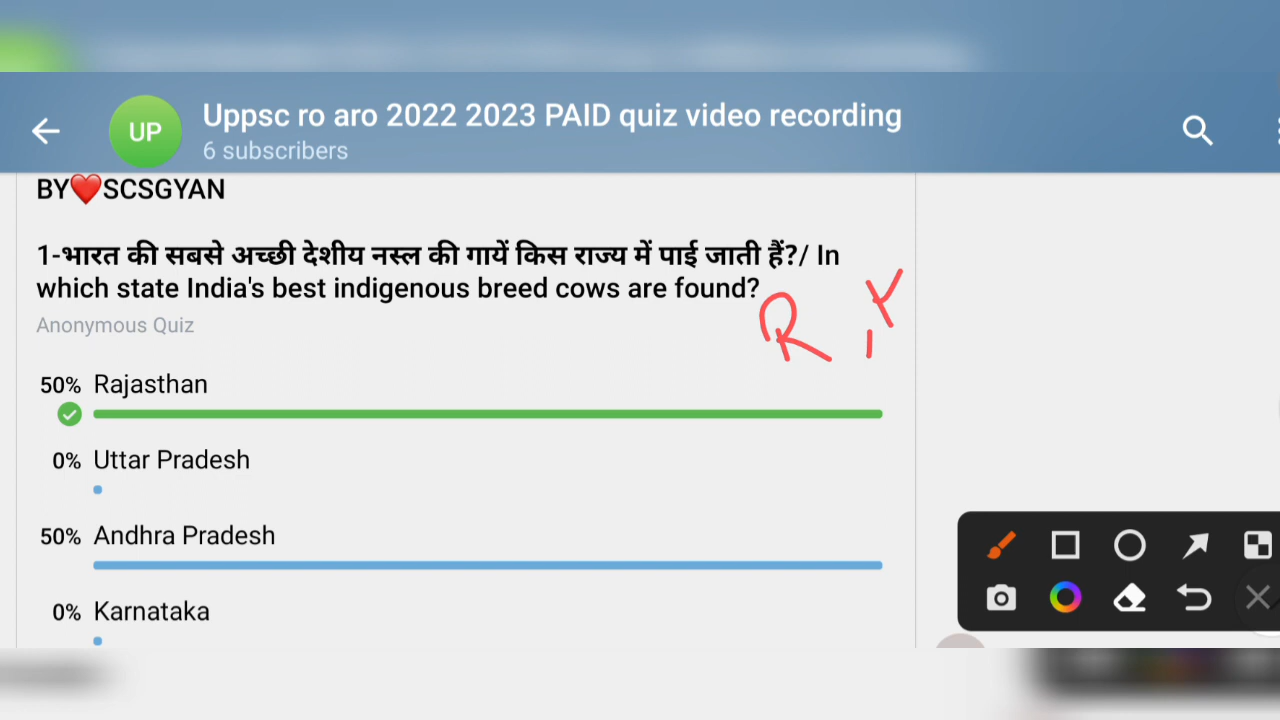 UP
Uppsc ro aro 2022 2023 PAID quiz video recording
6 subscribers
BY❤️SCSGYAN
1-भारत की सबसे अच्छी देशीय नस्ल की गायें किस राज्य में पाई जाती हैं?/ In
which state India's best indigenous breed cows are found?
Anonymous Quiz
R ,Y
50% Rajasthan
0% Uttar Pradesh
50% Andhra Pradesh
0% Karnataka